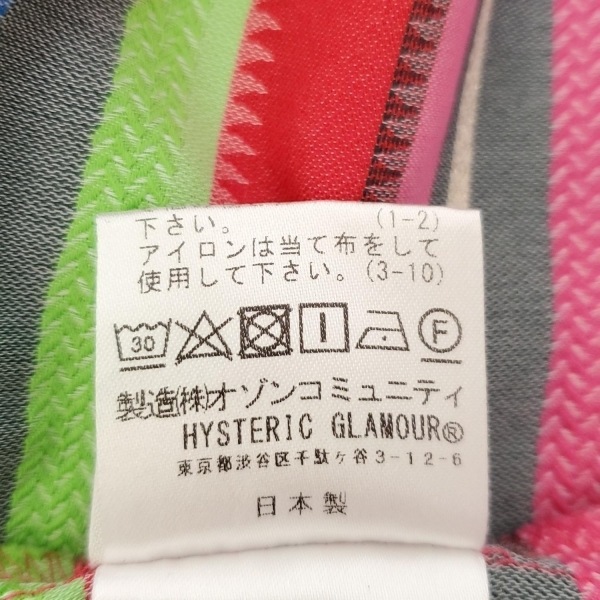 下さい。 (1-2)
アイロンは当て布をして
使用して下さい。(3-10)
30 F
製造(株)オゾンコミュニティ
HYSTERIC GLAMOUR®
東京都渋谷区千駄ヶ谷3-12-6
日本製